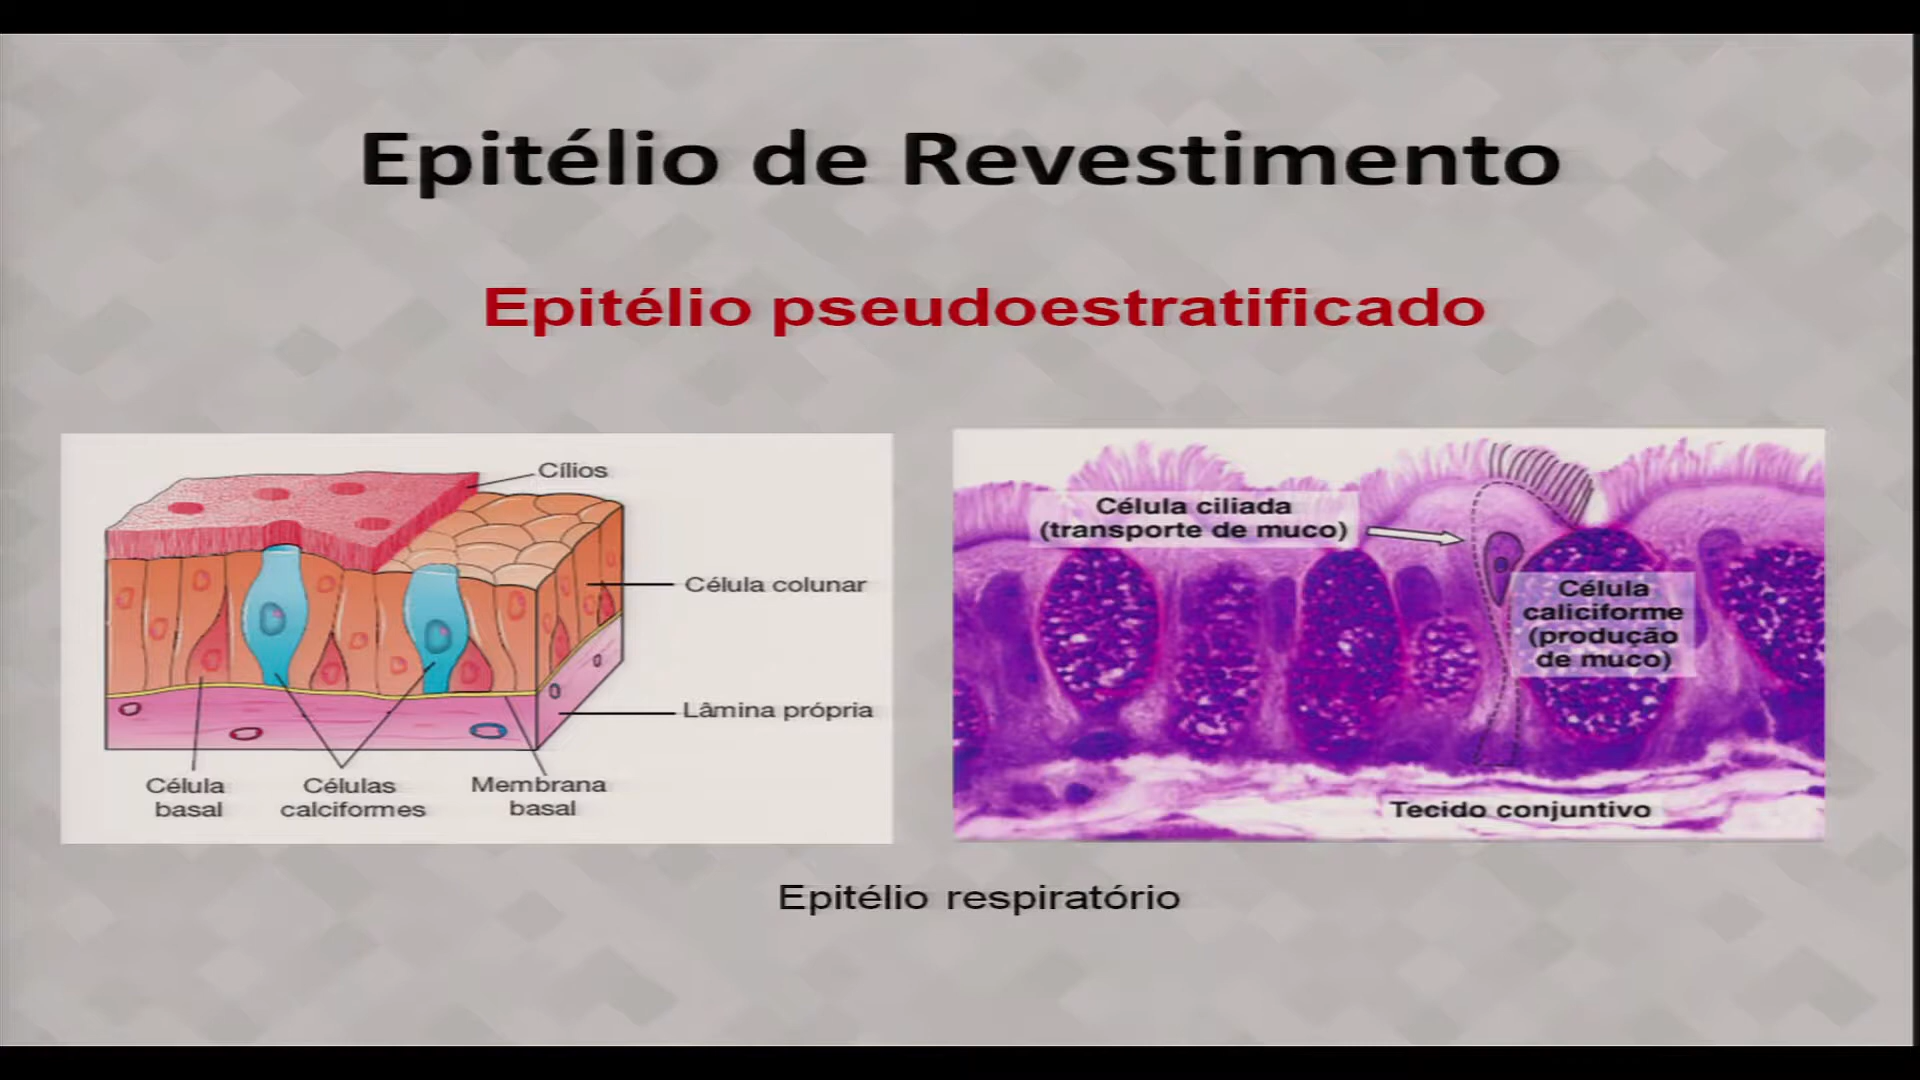 Epitélio de Revestimento
Epitélio pseudoestratificado
Cílios
Célula colunar
Lâmina própria
Célula
basal
Células
calciformes
Membrana
basal
Célula ciliada
(transporte de muco)
Célula
caliciforme
(produção
de muco)
Tecido conjuntivo
Epitélio respiratório